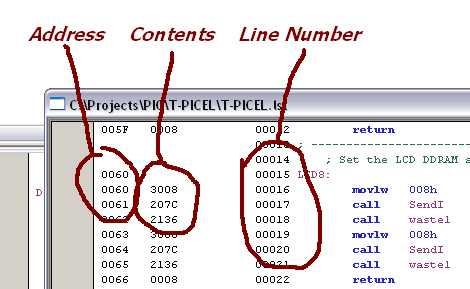 Address Contents Line Number
C:\Projects\PIC\T-PICEL\T-PICEL.lst
005F 0008 00012 return
00013 ; --------------------
00014 ; Set the LCD DDRAM a
0060 00015 LCD8:
0060 3008 00016 movlw 008h
0061 207C 00017 call SendI
0062 2136 00018 call wastel
0063 3008 00019 movlw 008h
0064 207C 00020 call SendI
0065 2136 00021 call wastel
0066 0008 00022 return
D